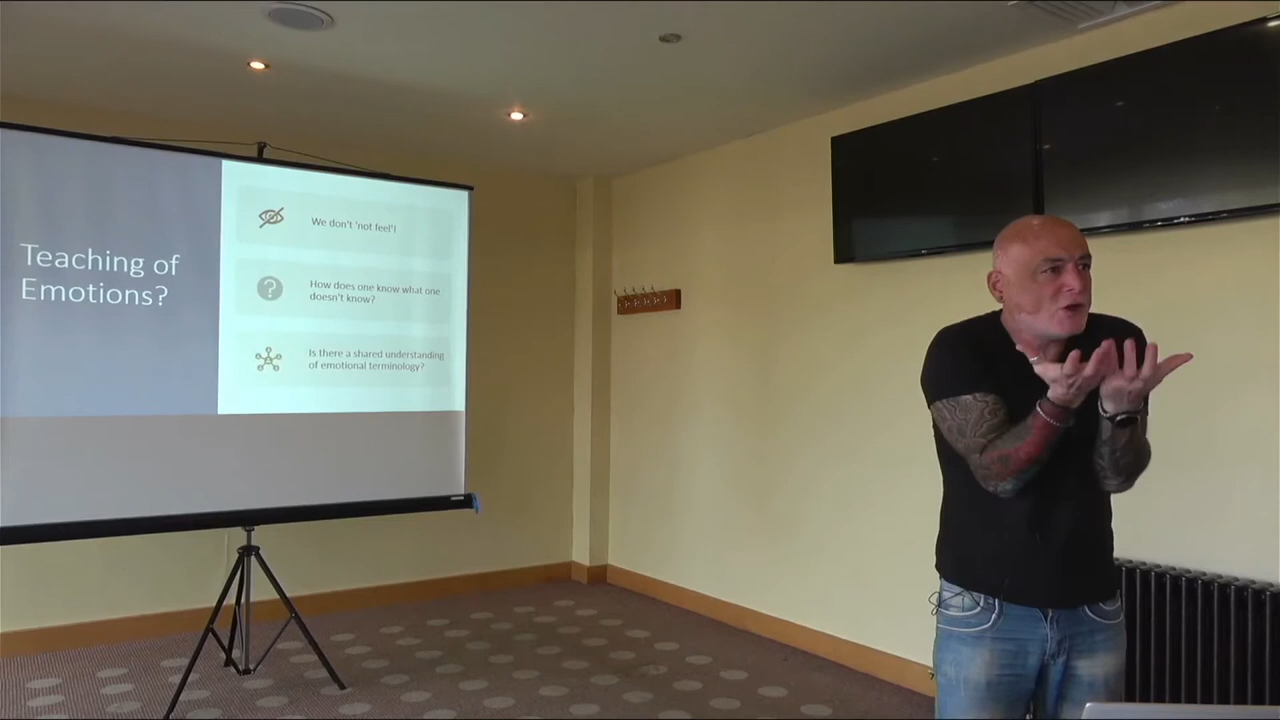 Teaching of
Emotions?
We don't 'not feel'!
How does one know what one
doesn't know?
Is there a shared understanding
of emotional terminology?